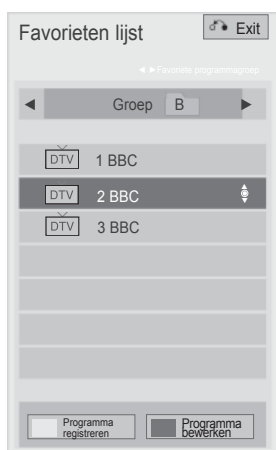 Favorieten lijst
Exit
◄ ►Favoriete programmagroep
◄ Groep B ►
DTV 1 BBC
DTV 2 BBC
DTV 3 BBC
Programma
registreren
Programma
bewerken